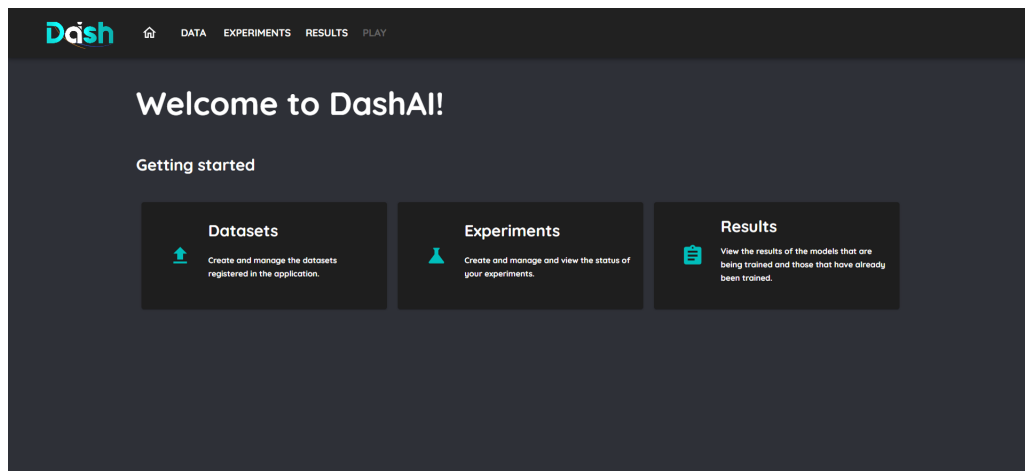 Dash
DATA EXPERIMENTS RESULTS PLAY
Welcome to DashAI!
Getting started
Datasets
Create and manage the datasets
registered in the application.
Experiments
Create and manage and view the status of
your experiments.
Results
View the results of the models that are
being trained and those that have already
been trained.